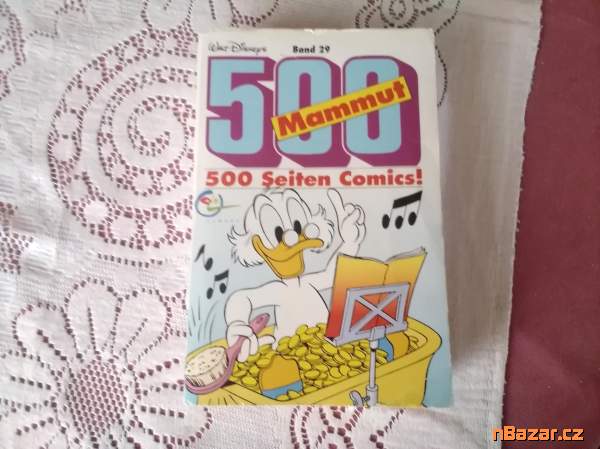 Walt Disney's Band 29
500
Mammut
500 Seiten Comics!
nBazar.cz